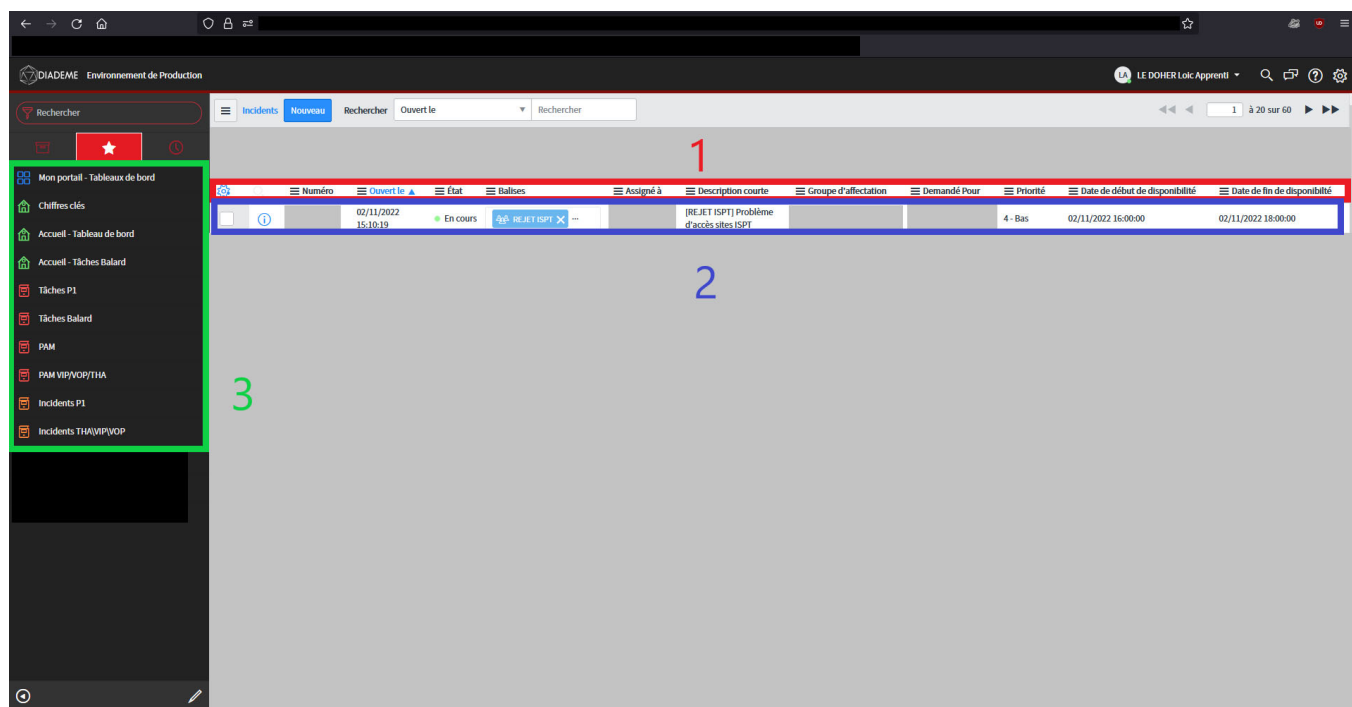 DIADEME Environnement de Production
LA LE DOHER Loic Apprenti
Rechercher
Incidents Nouveau Rechercher Ouvert le Rechercher 1 à 20 sur 60
1
Mon portail - Tableaux de bord
Chiffres clés
Accueil - Tableau de bord
Accueil - Tâches Balard
Tâches P1
Tâches Balard
PAM
PAM VIP/VOP/THA
Incidents P1
Incidents THA\VIP\VOP
3
Numéro Ouvert le État Balises Assigné à Description courte Groupe d'affectation Demandé Pour Priorité Date de début de disponibilité Date de fin de disponibilté
02/11/2022 15:10:19 En cours REJET ISPT ... [REJET ISPT] Problème d'accès sites ISPT 4 - Bas 02/11/2022 16:00:00 02/11/2022 18:00:00
2